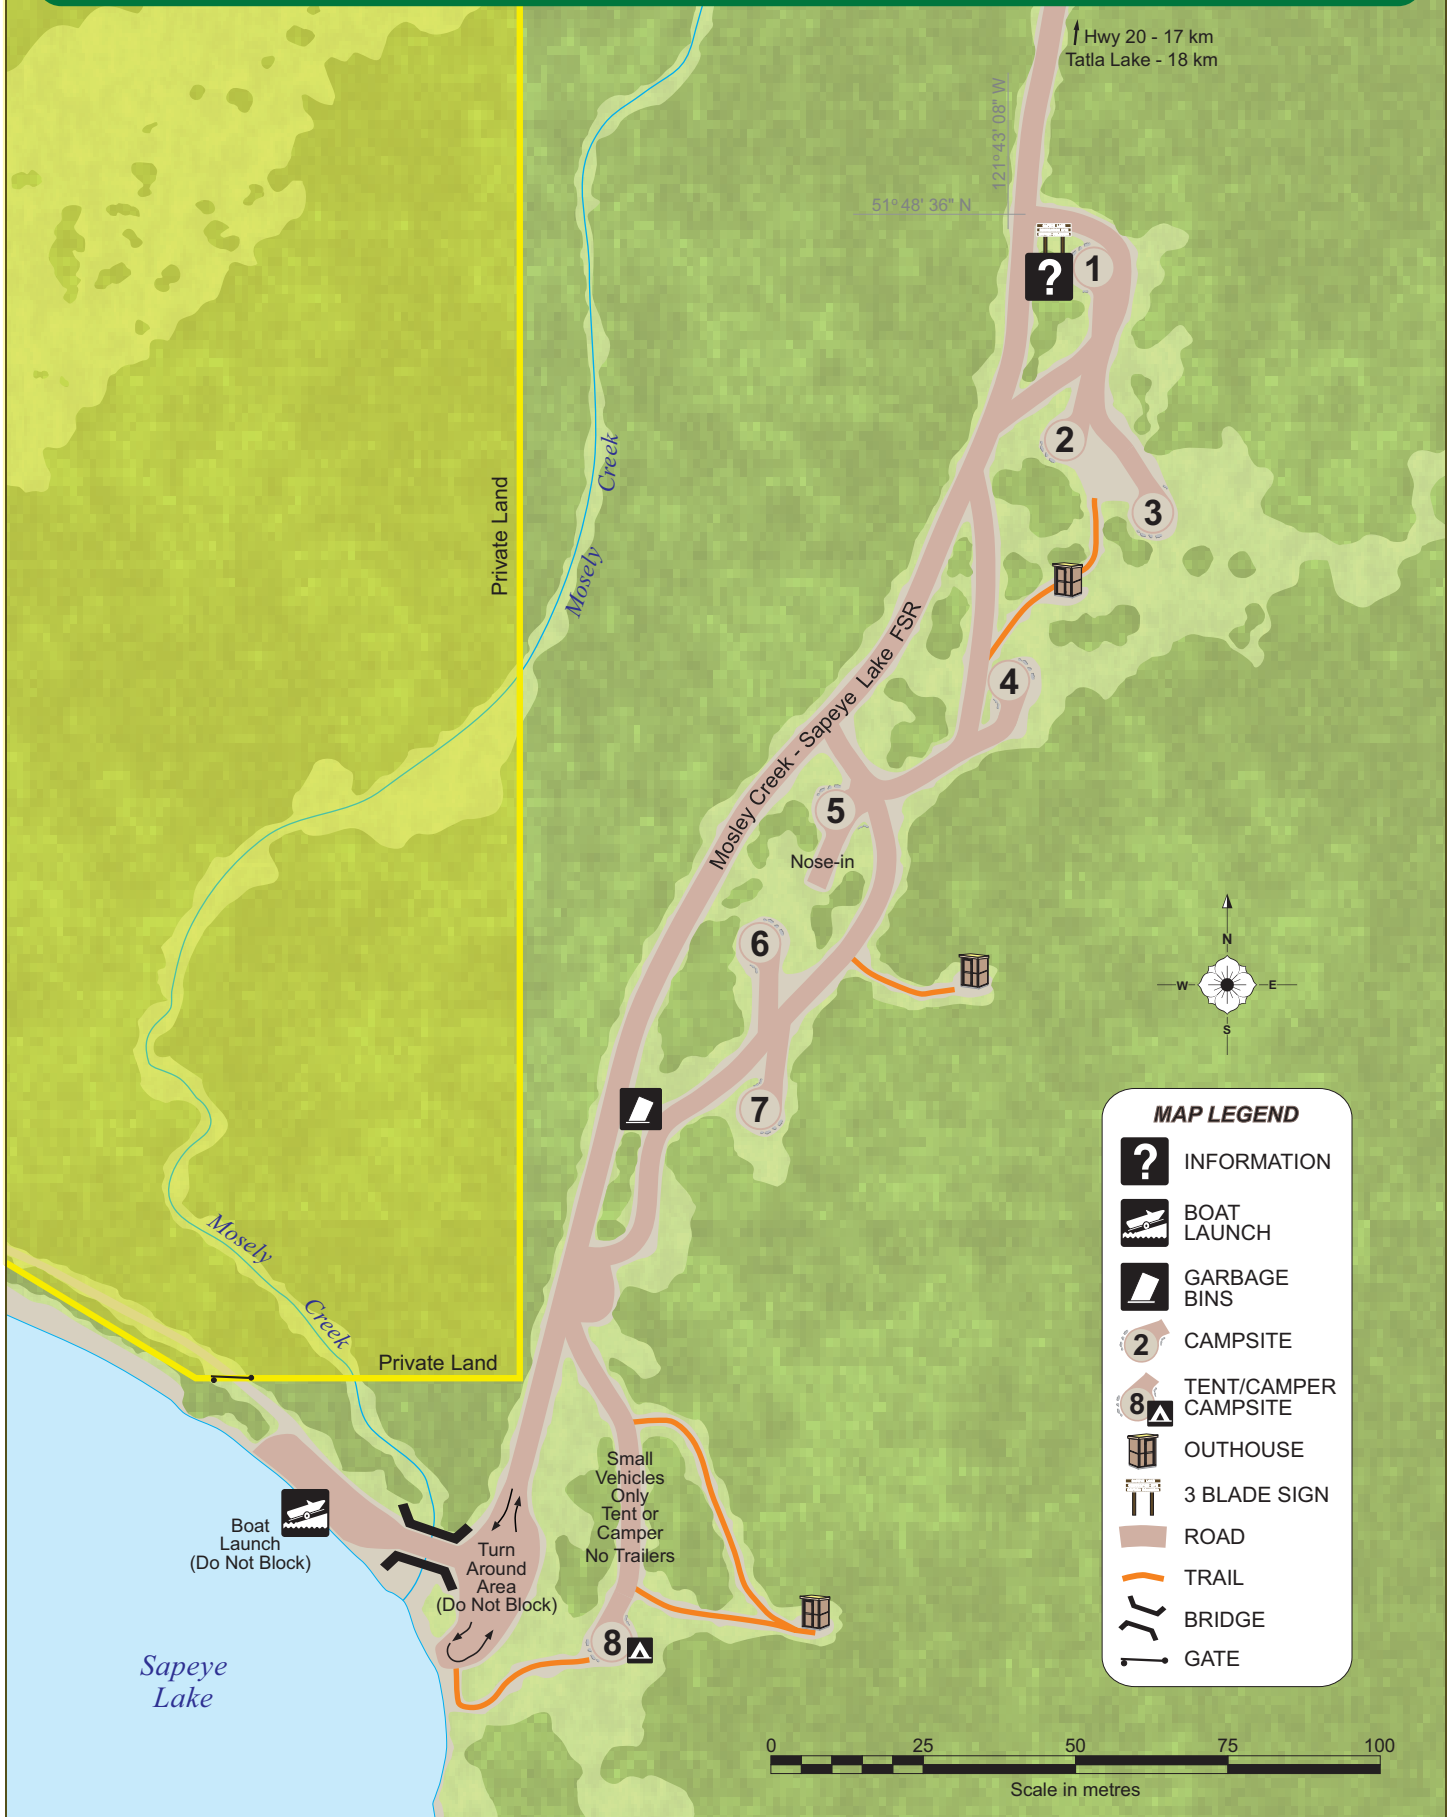 Hwy 20 - 17 km
Tatla Lake - 18 km
121° 43' 08" W
51° 48' 36" N
?
1
2
3
Mosely Creek
Private Land
Mosley Creek - Sapeye Lake FSR
4
5
Nose-in
6
7
N
W
E
S
MAP LEGEND
? INFORMATION
BOAT
LAUNCH
GARBAGE
BINS
2 CAMPSITE
8 TENT/CAMPER
CAMPSITE
OUTHOUSE
3 BLADE SIGN
ROAD
TRAIL
BRIDGE
GATE
Mosely Creek
Private Land
Small
Vehicles
Only
Tent or
Camper
No Trailers
Boat
Launch
(Do Not Block)
Turn
Around
Area
(Do Not Block)
8
Sapeye
Lake
0 25 50 75 100
Scale in metres